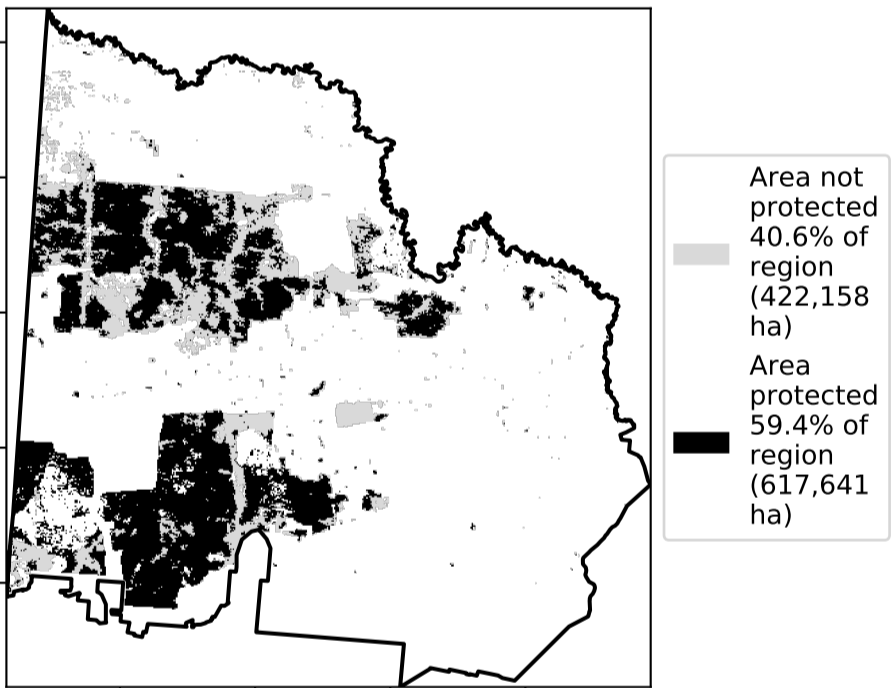 Area not
protected
40.6% of
region
(422,158
ha)
Area
protected
59.4% of
region
(617,641
ha)